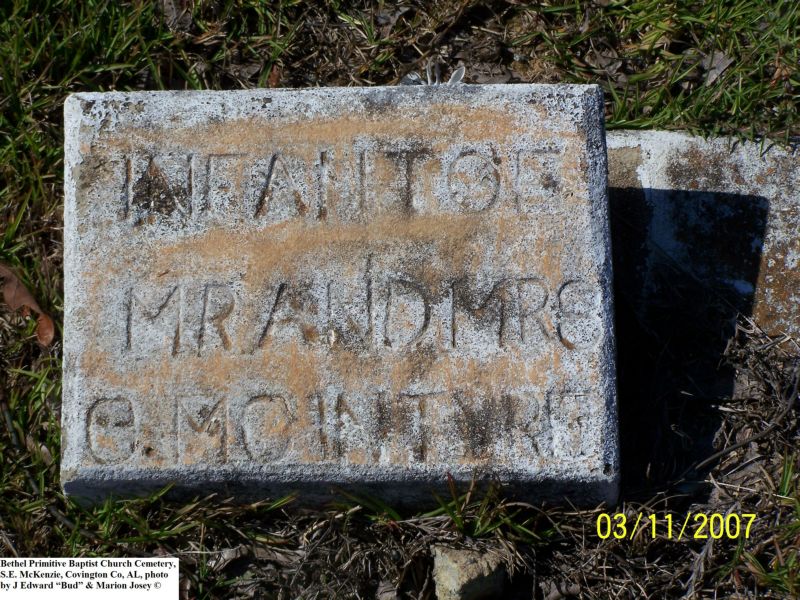 INFANT OF
MR AND MRS
C. MCINTYRE
03/11/2007
Bethel Primitive Baptist Church Cemetery,
S.E. McKenzie, Covington Co, AL, photo
by J Edward “Bud” & Marion Josey ©